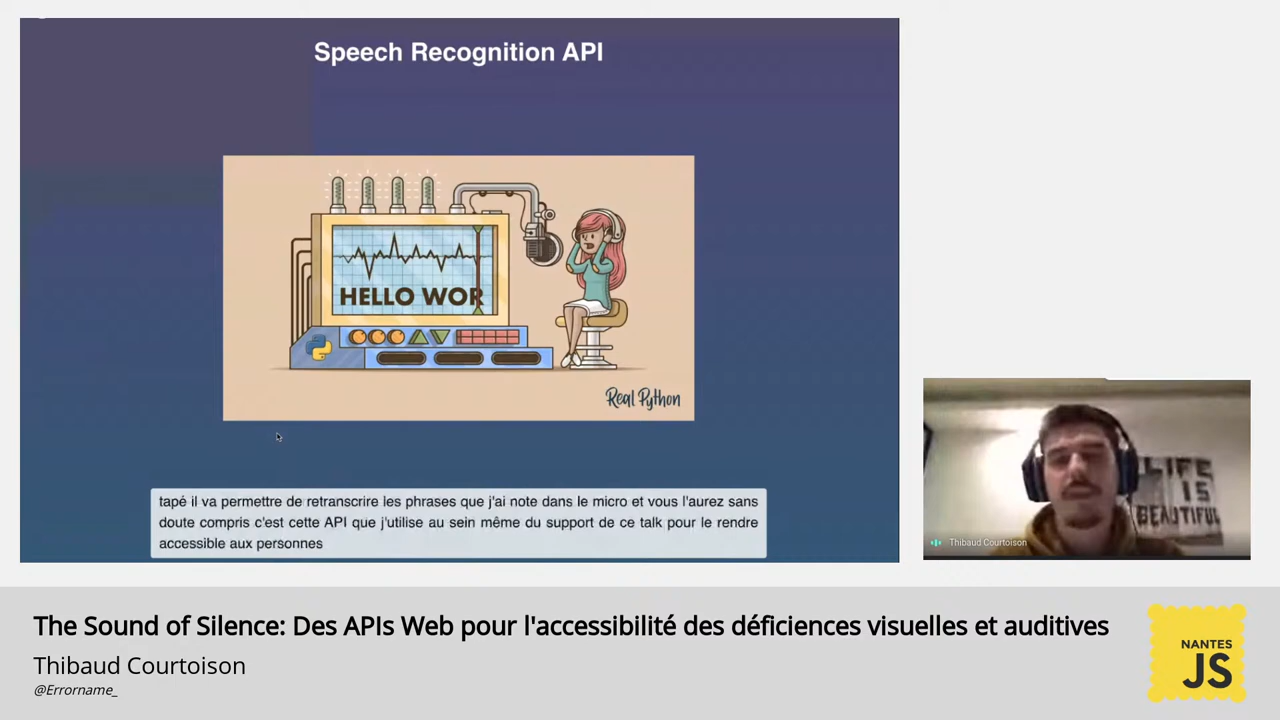 Speech Recognition API
HELLO WOR
Real Python
tapé il va permettre de retranscrire les phrases que j'ai note dans le micro et vous l'aurez sans
doute compris c'est cette API que j'utilise au sein même du support de ce talk pour le rendre
accessible aux personnes
LIFE
IS
BEAUTIFUL
Thibaud Courtoison
The Sound of Silence: Des APIs Web pour l'accessibilité des déficiences visuelles et auditives
Thibaud Courtoison
@Errorname_
NANTES
JS